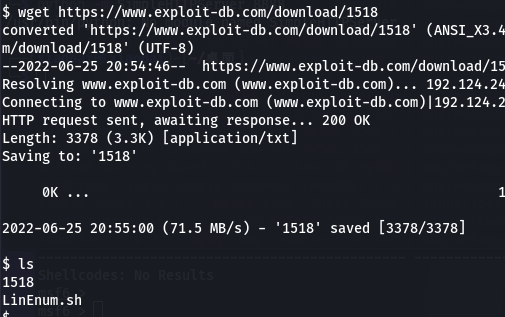 $ wget https://www.exploit-db.com/download/1518
converted 'https://www.exploit-db.com/download/1518' (ANSI_X3.4
m/download/1518' (UTF-8)
--2022-06-25 20:54:46--  https://www.exploit-db.com/download/15
Resolving www.exploit-db.com (www.exploit-db.com)... 192.124.24
Connecting to www.exploit-db.com (www.exploit-db.com)|192.124.2
HTTP request sent, awaiting response... 200 OK
Length: 3378 (3.3K) [application/txt]
Saving to: '1518'
0K ... 1
2022-06-25 20:55:00 (71.5 MB/s) - '1518' saved [3378/3378]
$ ls
Shellcodes: No Results
1518
msf6 >
LinEnum.sh
msf6 >
$